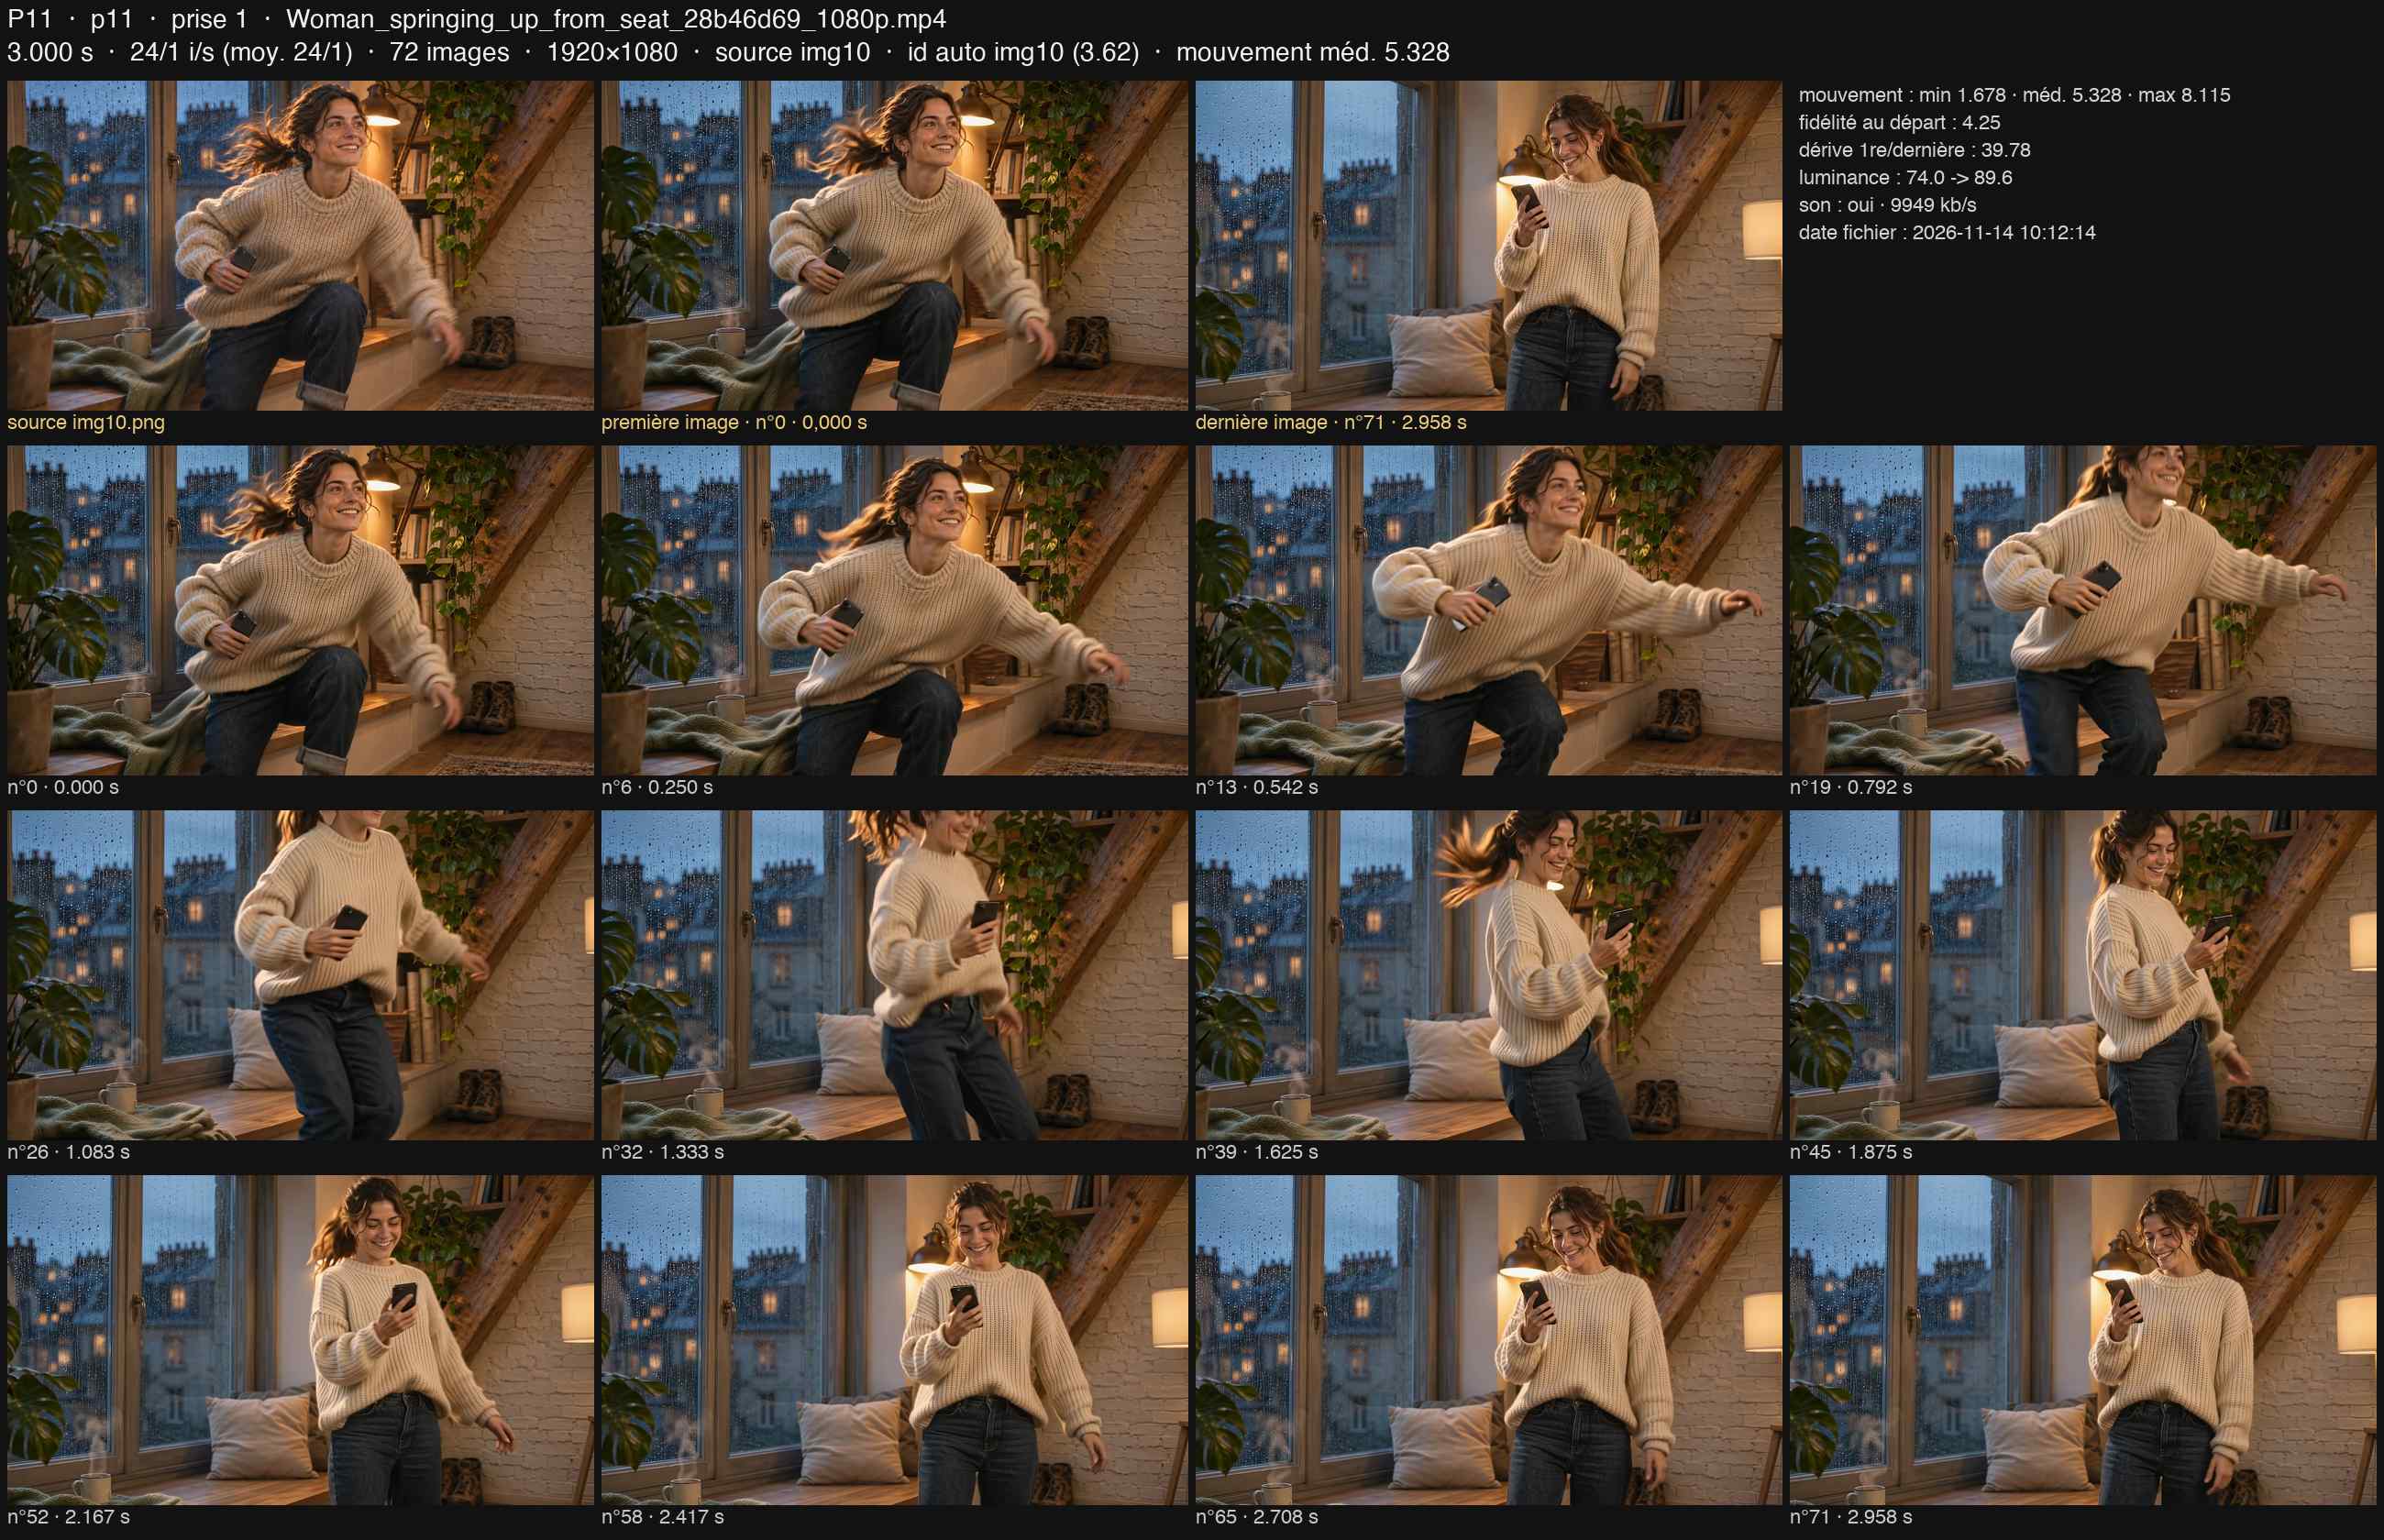 P11 · p11 · prise 1 · Woman_springing_up_from_seat_28b46d69_1080p.mp4
3.000 s · 24/1 i/s (moy. 24/1) · 72 images · 1920×1080 · source img10 · id auto img10 (3.62) · mouvement méd. 5.328
mouvement : min 1.678 · méd. 5.328 · max 8.115
fidélité au départ : 4.25
dérive 1re/dernière : 39.78
luminance : 74.0 -> 89.6
son : oui · 9949 kb/s
date fichier : 2026-11-14 10:12:14
source img10.png
première image · n°0 · 0,000 s
dernière image · n°71 · 2.958 s
n°0 · 0.000 s
n°6 · 0.250 s
n°13 · 0.542 s
n°19 · 0.792 s
n°26 · 1.083 s
n°32 · 1.333 s
n°39 · 1.625 s
n°45 · 1.875 s
n°52 · 2.167 s
n°58 · 2.417 s
n°65 · 2.708 s
n°71 · 2.958 s